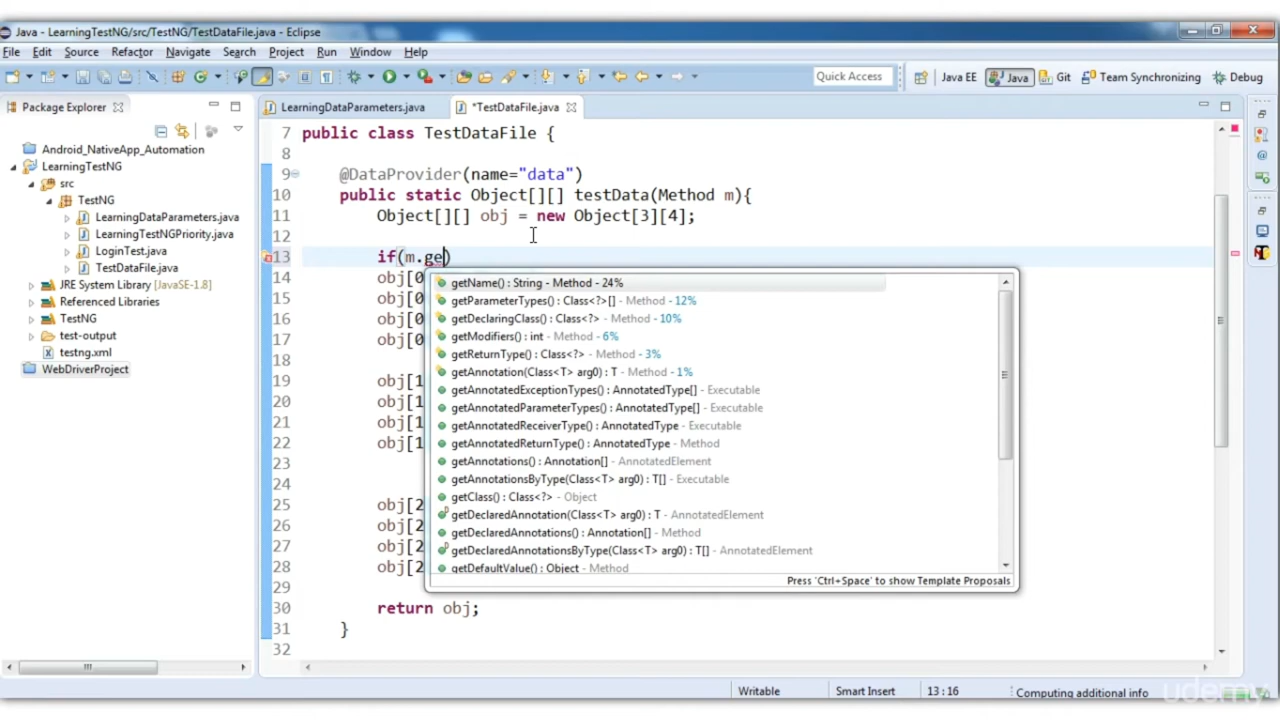 Java - LearningTestNG/src/TestNG/TestDataFile.java - Eclipse
File Edit Source Refactor Navigate Search Project Run Window Help
Quick Access Java EE Java Git Team Synchronizing Debug
Package Explorer
LearningDataParameters.java *TestDataFile.java
Android_NativeApp_Automation
LearningTestNG
src
TestNG
LearningDataParameters.java
LearningTestNGPriority.java
LoginTest.java
TestDataFile.java
JRE System Library [JavaSE-1.8]
Referenced Libraries
TestNG
test-output
testng.xml
WebDriverProject
7 public class TestDataFile {
8
9 @DataProvider(name="data")
10 public static Object[][] testData(Method m){
11 Object[][] obj = new Object[3][4];
12
13 if(m.ge)
14 obj[0
15 obj[0
16 obj[0
17 obj[0
18
19 obj[1
20 obj[1
21 obj[1
22 obj[1
23
24
25 obj[2
26 obj[2
27 obj[2
28 obj[2
29
30 return obj;
31 }
32
getName() : String - Method - 24%
getParameterTypes() : Class<?>[] - Method - 12%
getDeclaringClass() : Class<?> - Method - 10%
getModifiers() : int - Method - 6%
getReturnType() : Class<?> - Method - 3%
getAnnotation(Class<T> arg0) : T - Method - 1%
getAnnotatedExceptionTypes() : AnnotatedType[] - Executable
getAnnotatedParameterTypes() : AnnotatedType[] - Executable
getAnnotatedReceiverType() : AnnotatedType - Executable
getAnnotatedReturnType() : AnnotatedType - Method
getAnnotations() : Annotation[] - AnnotatedElement
getAnnotationsByType(Class<T> arg0) : T[] - Executable
getClass() : Class<?> - Object
getDeclaredAnnotation(Class<T> arg0) : T - AnnotatedElement
getDeclaredAnnotations() : Annotation[] - Method
getDeclaredAnnotationsByType(Class<T> arg0) : T[] - AnnotatedElement
getDefaultValue() : Object - Method
Press 'Ctrl+Space' to show Template Proposals
Writable Smart Insert 13 : 16 Computing additional info
udemy